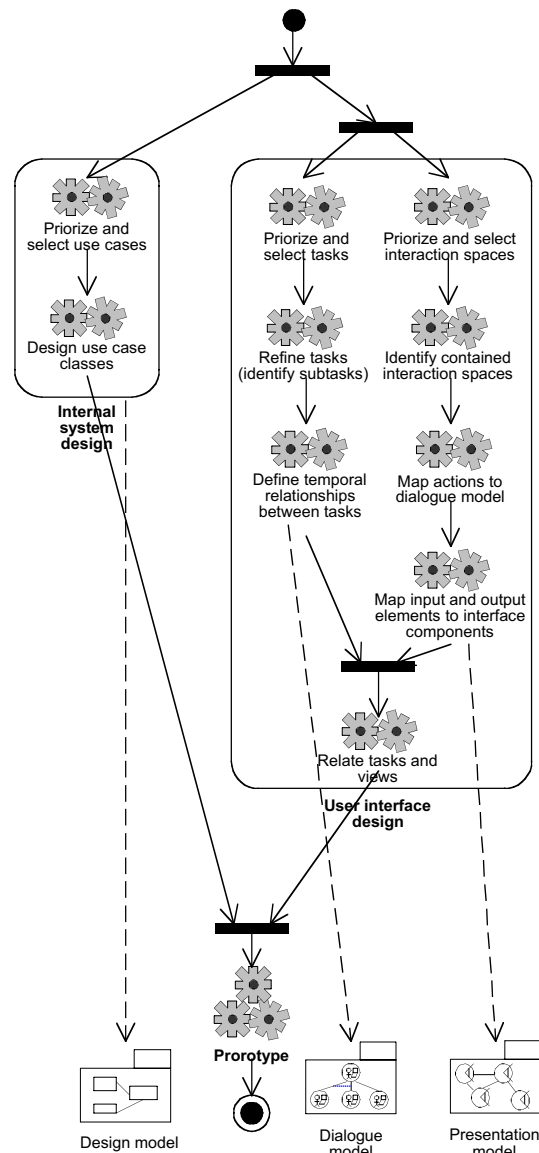 Priorize and
select use cases
Design use case
classes
Internal
system
design
Priorize and
select tasks
Refine tasks
(identify subtasks)
Define temporal
relationships
between tasks
Priorize and select
interaction spaces
Identify contained
interaction spaces
Map actions to
dialogue model
Map input and output
elements to interface
components
Relate tasks and
views
User interface
design
Prorotype
Design model
Dialogue
model
Presentation
model